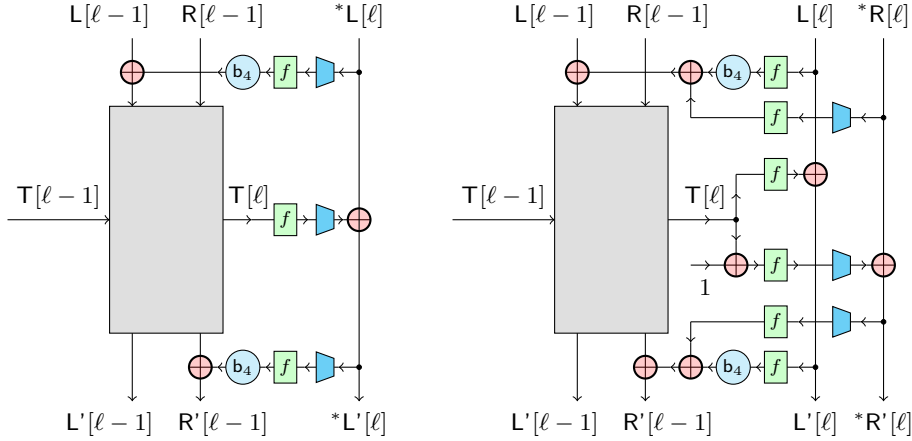 L[ℓ−1] R[ℓ−1] *L[ℓ] L[ℓ−1] R[ℓ−1] L[ℓ] *R[ℓ]
b₄ f b₄ f
f
f
T[ℓ−1] T[ℓ] f T[ℓ−1] T[ℓ]
1 f
f
b₄ f b₄ f
L'[ℓ−1] R'[ℓ−1] *L'[ℓ] L'[ℓ−1] R'[ℓ−1] L'[ℓ] *R'[ℓ]